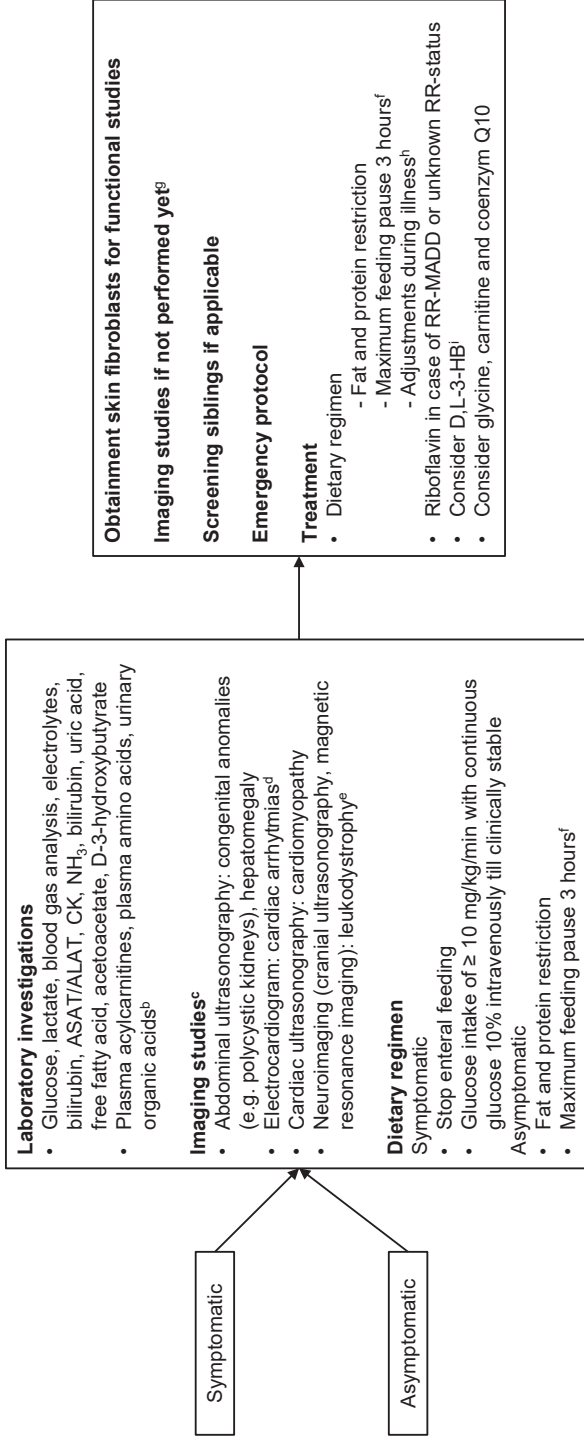 Symptomatic
Asymptomatic
Laboratory investigations
• Glucose, lactate, blood gas analysis, electrolytes,
bilirubin, ASAT/ALAT, CK, NH₃, bilirubin, uric acid,
free fatty acid, acetoacetate, D-3-hydroxybutyrate
• Plasma acylcarnitines, plasma amino acids, urinary
organic acidsᵇ
Imaging studiesᶜ
• Abdominal ultrasonography: congenital anomalies
(e.g. polycystic kidneys), hepatomegaly
• Electrocardiogram: cardiac arrhytmiasᵈ
• Cardiac ultrasonography: cardiomyopathy
• Neuroimaging (cranial ultrasonography, magnetic
resonance imaging): leukodystrophyᵉ
Dietary regimen
Symptomatic
• Stop enteral feeding
• Glucose intake of ≥ 10 mg/kg/min with continuous
glucose 10% intravenously till clinically stable
Asymptomatic
• Fat and protein restriction
• Maximum feeding pause 3 hoursᶠ
Obtainment skin fibroblasts for functional studies
Imaging studies if not performed yetᵍ
Screening siblings if applicable
Emergency protocol
Treatment
• Dietary regimen
- Fat and protein restriction
- Maximum feeding pause 3 hoursᶠ
- Adjustments during illnessʰ
• Riboflavin in case of RR-MADD or unknown RR-status
• Consider D,L-3-HBⁱ
• Consider glycine, carnitine and coenzym Q10